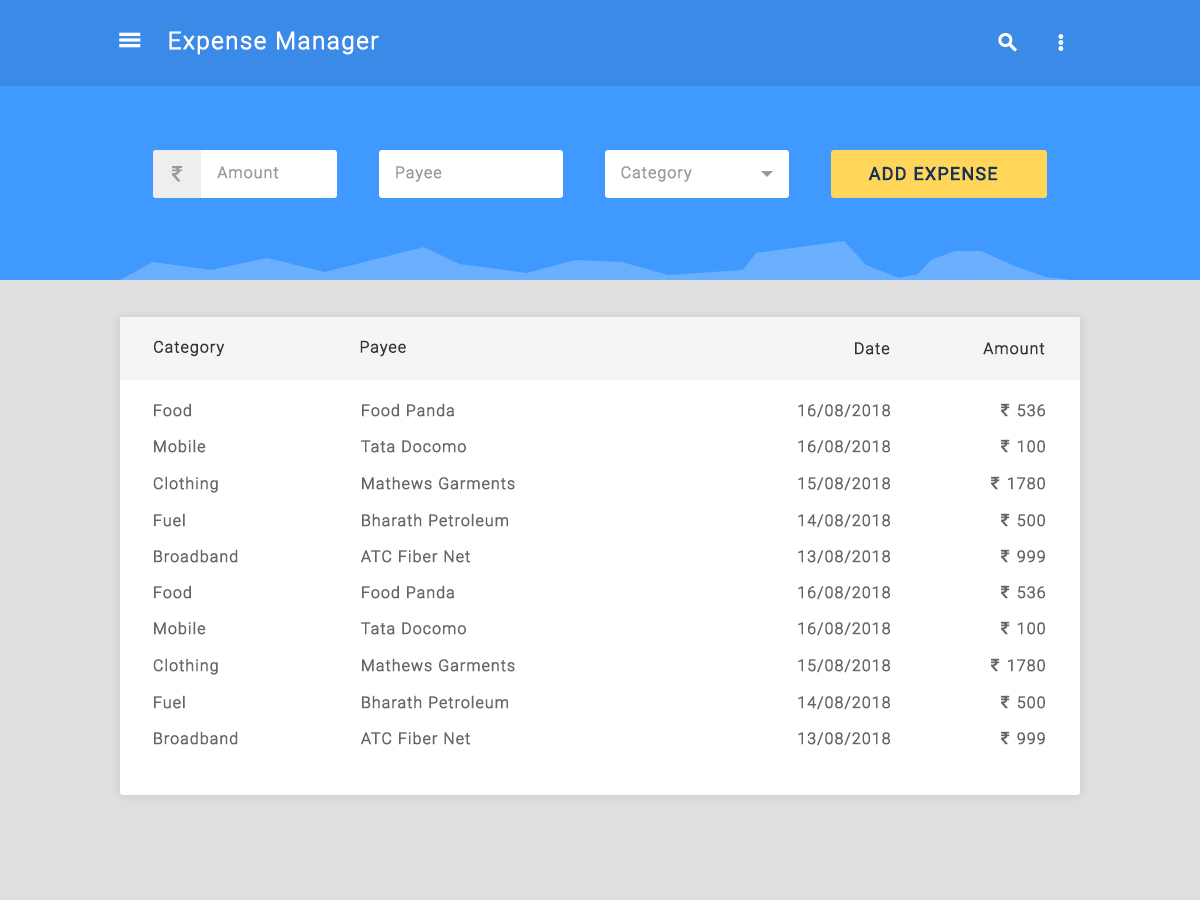 Expense Manager
₹ Amount Payee Category ADD EXPENSE
Category Payee Date Amount
Food Food Panda 16/08/2018 ₹ 536
Mobile Tata Docomo 16/08/2018 ₹ 100
Clothing Mathews Garments 15/08/2018 ₹ 1780
Fuel Bharath Petroleum 14/08/2018 ₹ 500
Broadband ATC Fiber Net 13/08/2018 ₹ 999
Food Food Panda 16/08/2018 ₹ 536
Mobile Tata Docomo 16/08/2018 ₹ 100
Clothing Mathews Garments 15/08/2018 ₹ 1780
Fuel Bharath Petroleum 14/08/2018 ₹ 500
Broadband ATC Fiber Net 13/08/2018 ₹ 999